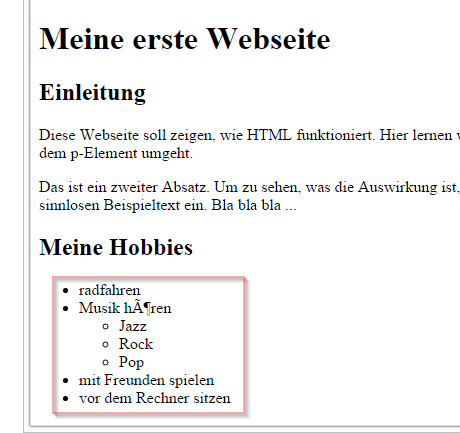 Meine erste Webseite
Einleitung
Diese Webseite soll zeigen, wie HTML funktioniert. Hier lernen
dem p-Element umgeht.
Das ist ein zweiter Absatz. Um zu sehen, was die Auswirkung ist,
sinnlosen Beispieltext ein. Bla bla bla ...
Meine Hobbies
radfahren
Musik hÃ¶ren
Jazz
Rock
Pop
mit Freunden spielen
vor dem Rechner sitzen